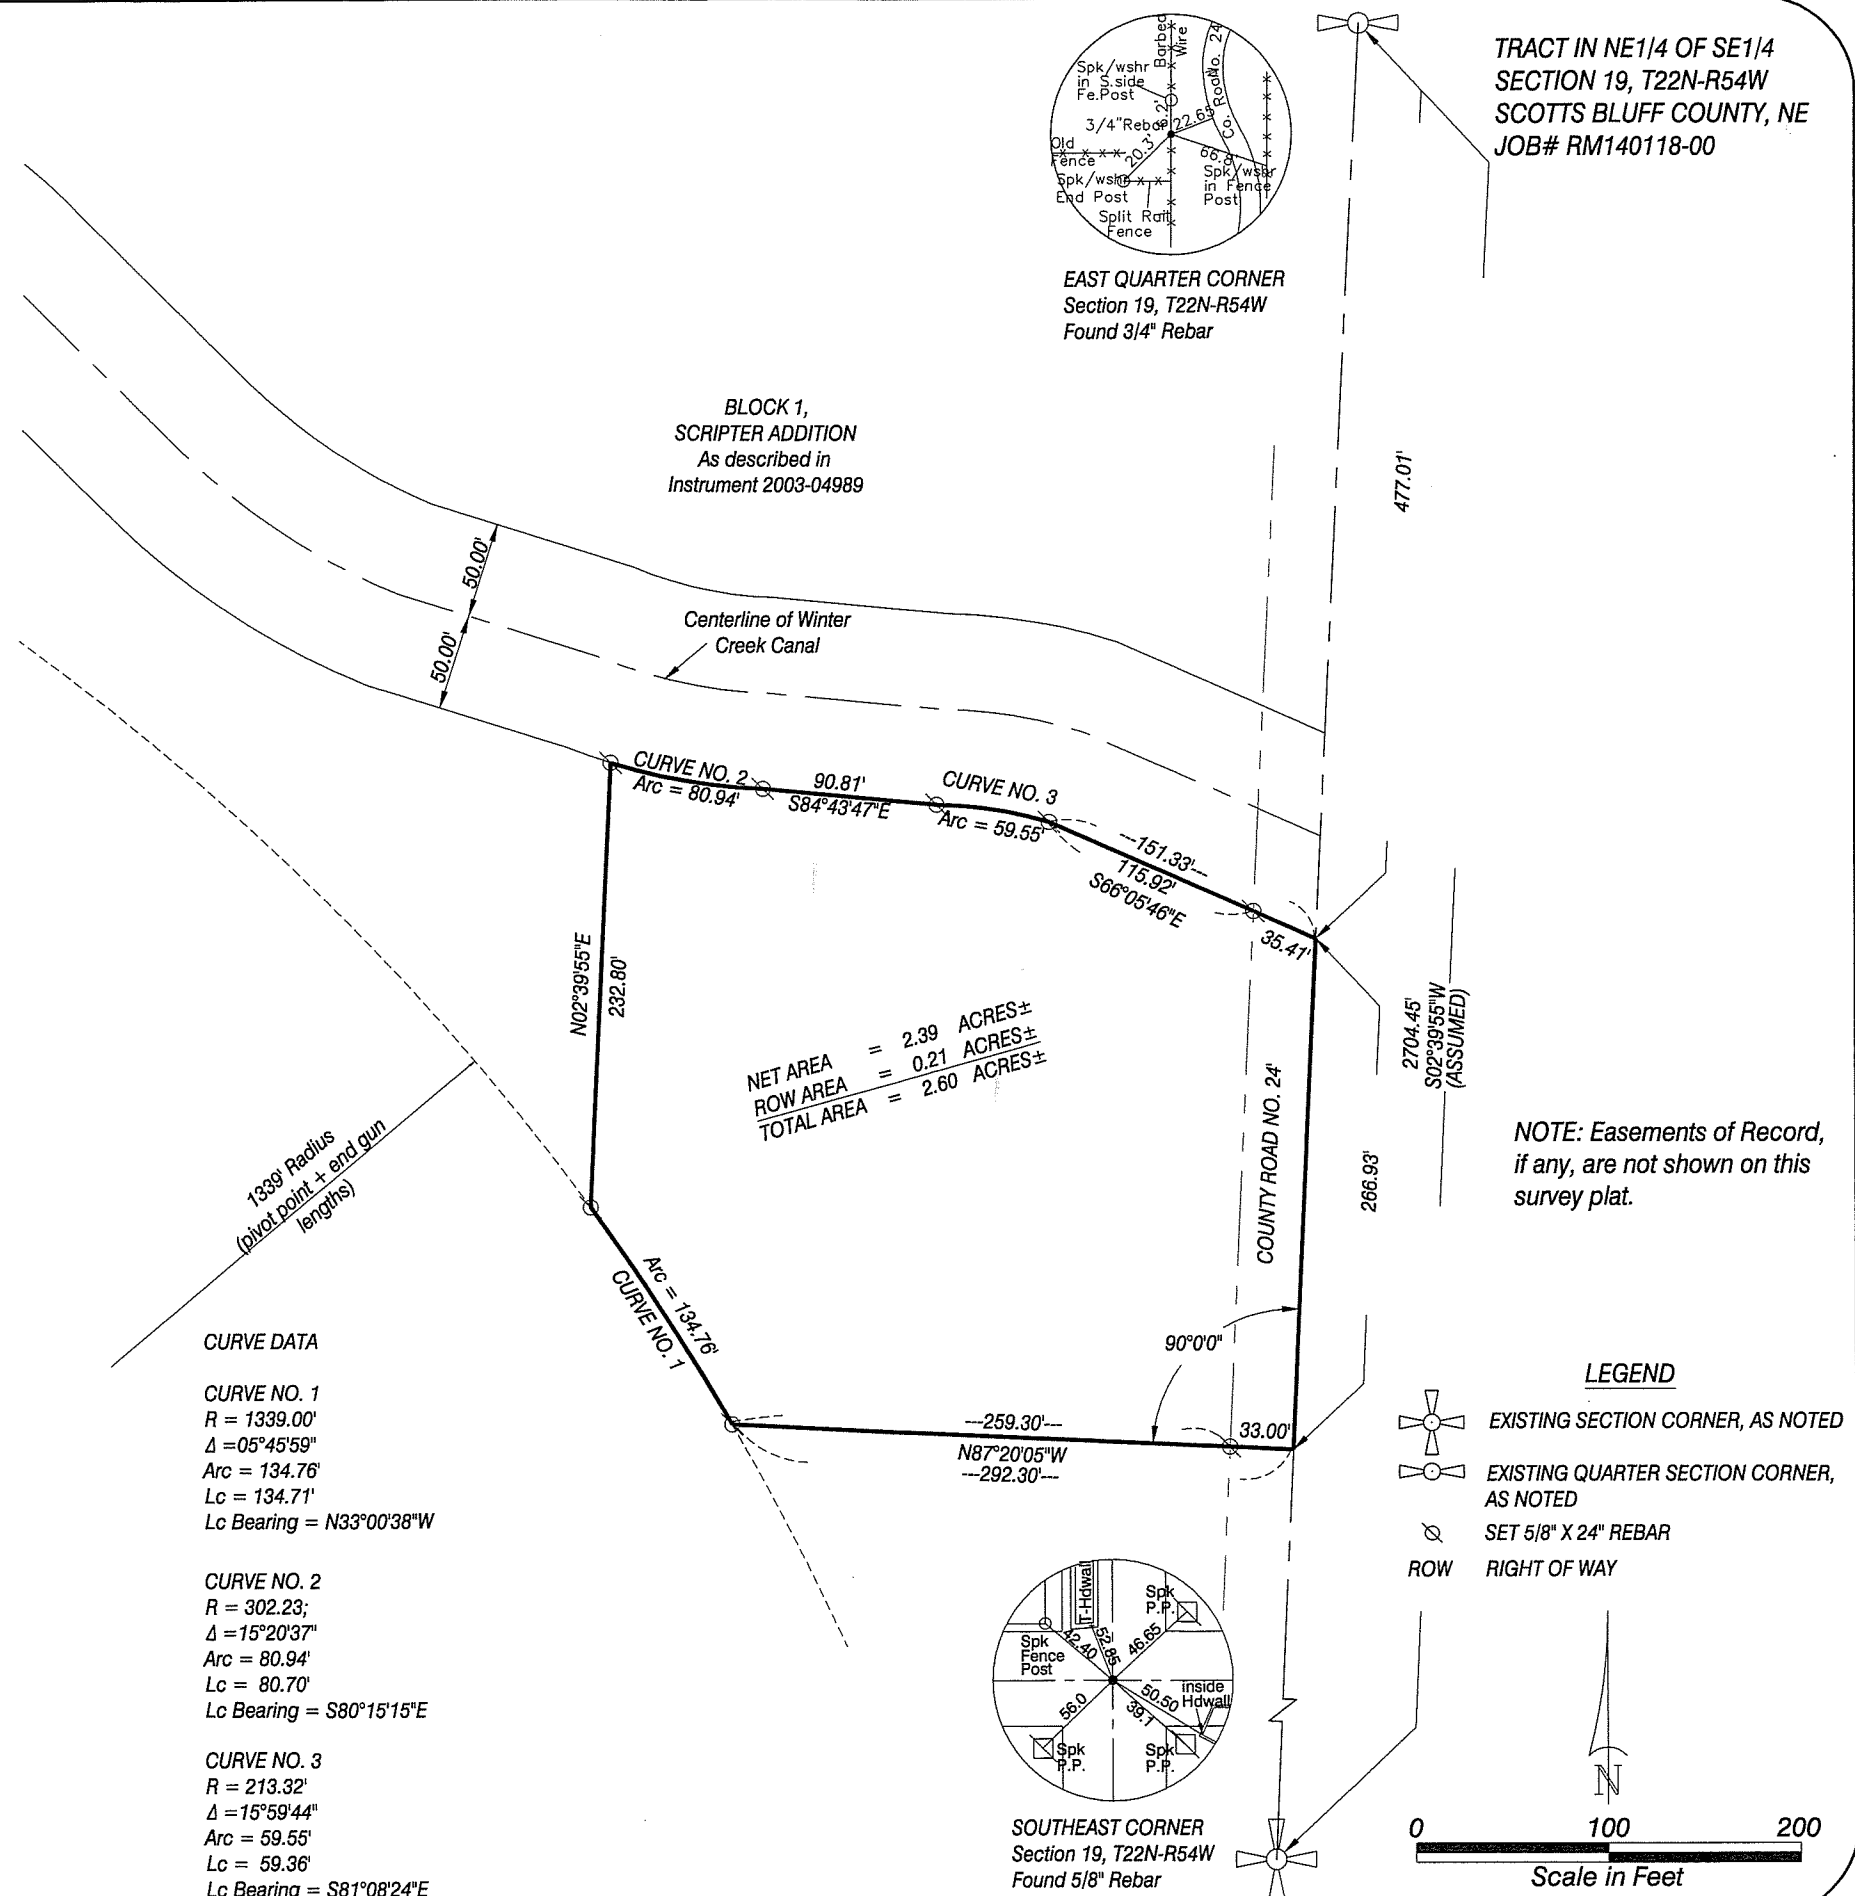 TRACT IN NE1/4 OF SE1/4
SECTION 19, T22N-R54W
SCOTTS BLUFF COUNTY, NE
JOB# RM140118-00
Barbed
Wire
Co. Road No. 24
Spk/wshr
in S.side
Fe.Post
6.2'
22.65
3/4"Rebar
Old
Fence
20.3'
66.8'
Spk/wshr
End Post
Spk/wshr
in Fence
Post
Split Rail
Fence
EAST QUARTER CORNER
Section 19, T22N-R54W
Found 3/4" Rebar
477.01'
BLOCK 1,
SCRIPTER ADDITION
As described in
Instrument 2003-04989
50.00'
50.00'
Centerline of Winter
Creek Canal
CURVE NO. 2
Arc = 80.94'
90.81'
S84°43'47"E
CURVE NO. 3
Arc = 59.55'
---151.33'---
115.92'
S66°05'46"E
35.41'
N02°39'55"E
232.80'
NET AREA = 2.39 ACRES±
ROW AREA = 0.21 ACRES±
TOTAL AREA = 2.60 ACRES±
COUNTY ROAD NO. 24'
2704.45'
S02°39'55"W
(ASSUMED)
266.93'
NOTE: Easements of Record,
if any, are not shown on this
survey plat.
1339' Radius
(pivot point + end gun
lengths)
Arc = 134.76'
CURVE NO. 1
90°0'0"
---259.30'---
33.00'
N87°20'05"W
---292.30'---
CURVE DATA
CURVE NO. 1
R = 1339.00'
Δ =05°45'59"
Arc = 134.76'
Lc = 134.71'
Lc Bearing = N33°00'38"W
CURVE NO. 2
R = 302.23;
Δ =15°20'37"
Arc = 80.94'
Lc = 80.70'
Lc Bearing = S80°15'15"E
CURVE NO. 3
R = 213.32'
Δ =15°59'44"
Arc = 59.55'
Lc = 59.36'
Lc Bearing = S81°08'24"E
LEGEND
EXISTING SECTION CORNER, AS NOTED
EXISTING QUARTER SECTION CORNER,
AS NOTED
SET 5/8" X 24" REBAR
ROW RIGHT OF WAY
T-Hdwall
Spk
P.P.
Spk
Fence
Post
42.40
52.85
46.65
56.0
50.50
39.1
inside
Hdwall
Spk
P.P.
Spk
P.P.
SOUTHEAST CORNER
Section 19, T22N-R54W
Found 5/8" Rebar
N
0 100 200
Scale in Feet